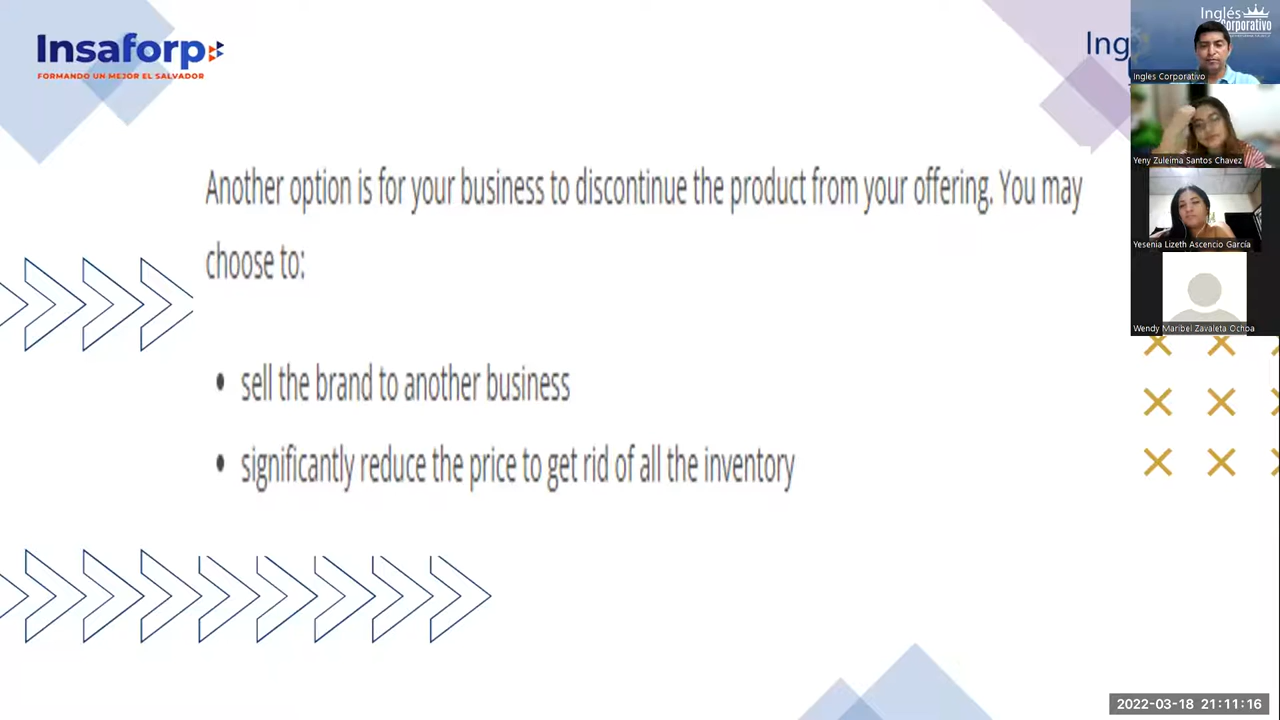 Insaforp
FORMANDO UN MEJOR EL SALVADOR
Ing
Inglés
Corporativo
Ingles Corporativo
Yeny Zuleima Santos Chavez
Yesenia Lizeth Ascencio García
Wendy Maribel Zavaleta Ochoa
Another option is for your business to discontinue the product from your offering. You may
choose to:
• sell the brand to another business
• significantly reduce the price to get rid of all the inventory
2022-03-18 21:11:16